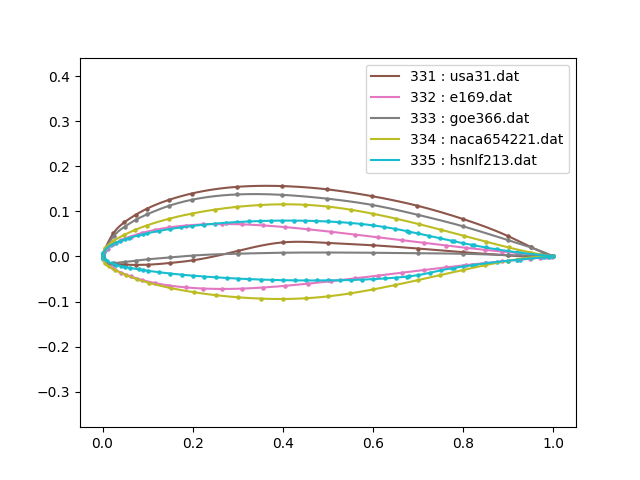 331 : usa31.dat
332 : e169.dat
333 : goe366.dat
334 : naca654221.dat
335 : hsnlf213.dat
0.4
0.3
0.2
0.1
0.0
−0.1
−0.2
−0.3
0.0 0.2 0.4 0.6 0.8 1.0